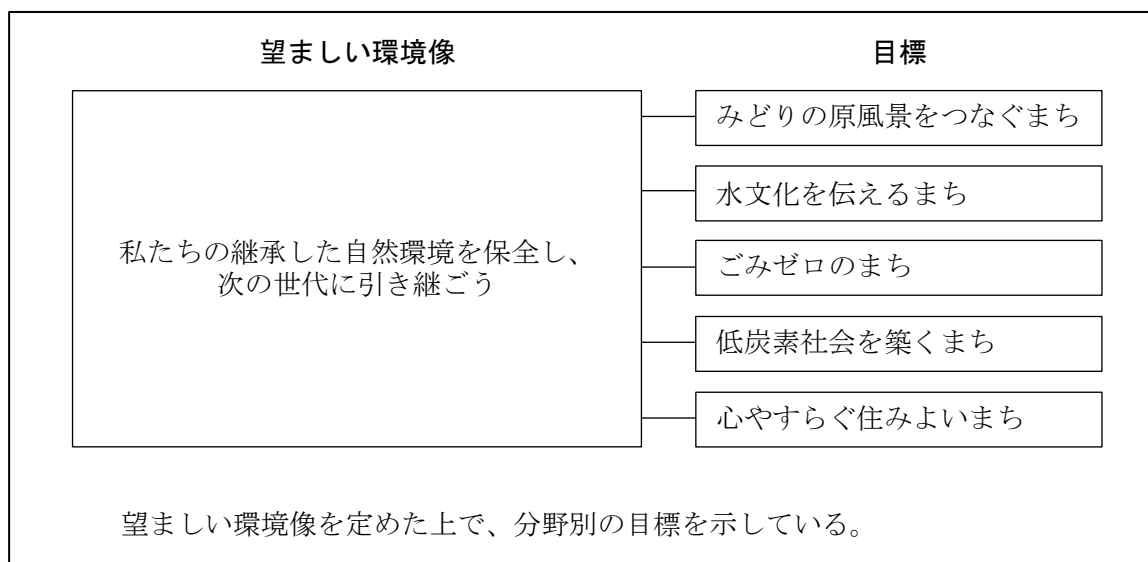 望ましい環境像
目標
私たちの継承した自然環境を保全し、
次の世代に引き継ごう
みどりの原風景をつなぐまち
水文化を伝えるまち
ごみゼロのまち
低炭素社会を築くまち
心やすらぐ住みよいまち
望ましい環境像を定めた上で、分野別の目標を示している。